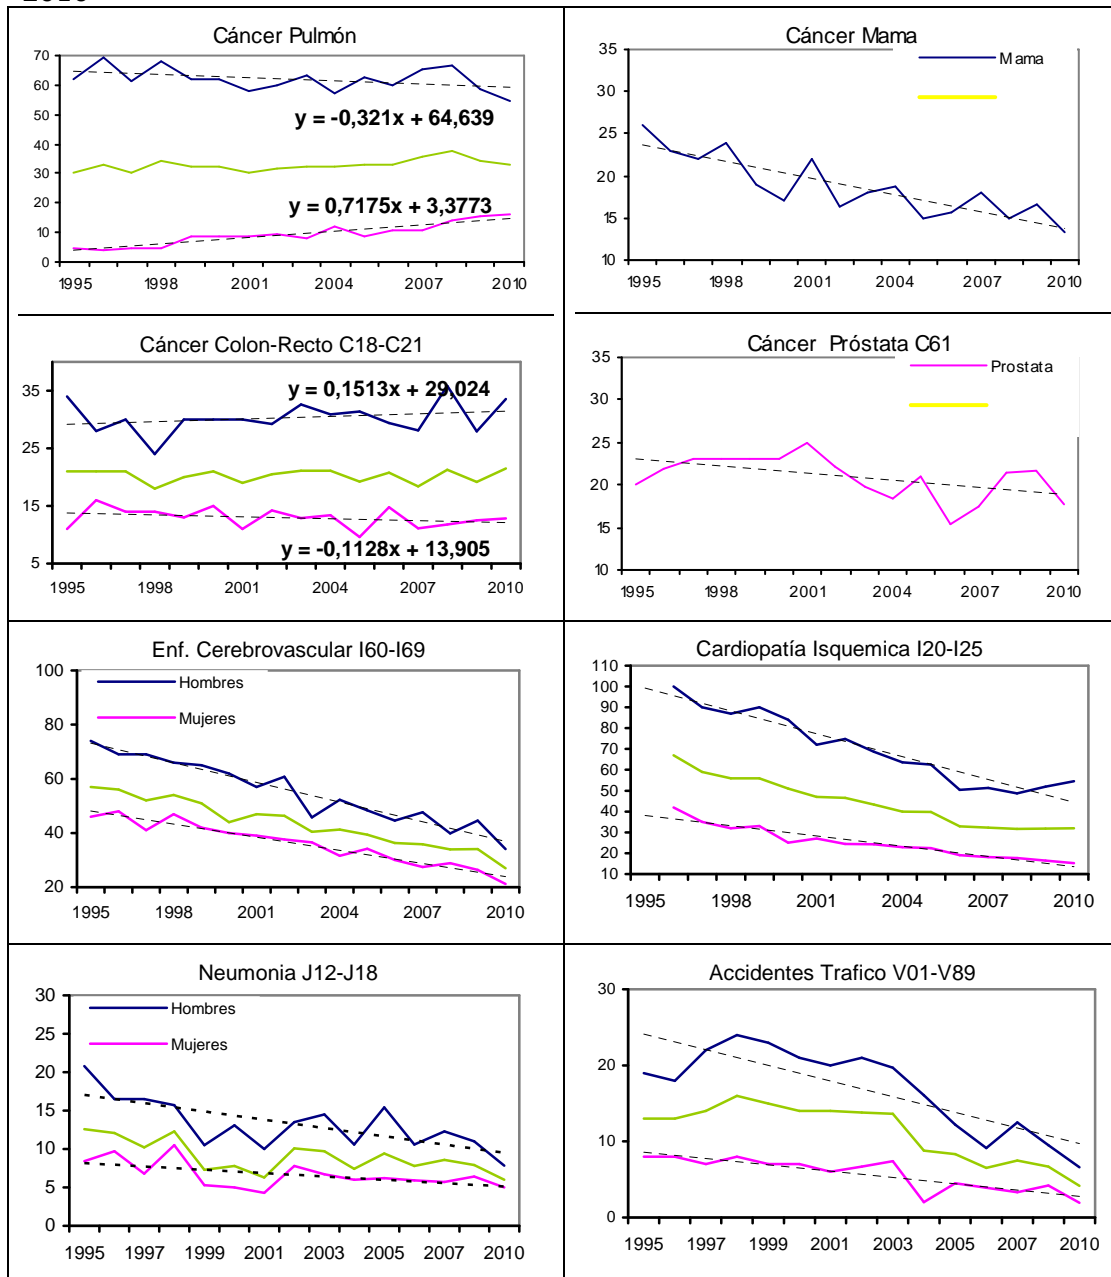 Cáncer Pulmón
70
60
50
40
30
20
10
0
y = -0,321x + 64,639
y = 0,7175x + 3,3773
1995 1998 2001 2004 2007 2010
Cáncer Mama
35
30
25
20
15
10
Mama
1995 1998 2001 2004 2007 2010
Cáncer Colon-Recto C18-C21
35
25
15
5
y = 0,1513x + 29,024
y = -0,1128x + 13,905
1995 1998 2001 2004 2007 2010
Cáncer Próstata C61
35
30
25
20
15
10
Prostata
1995 1998 2001 2004 2007 2010
Enf. Cerebrovascular I60-I69
100
80
60
40
20
Hombres
Mujeres
1995 1998 2001 2004 2007 2010
Cardiopatía Isquemica I20-I25
110
100
90
80
70
60
50
40
30
20
10
1995 1998 2001 2004 2007 2010
Neumonia J12-J18
30
25
20
15
10
5
0
Hombres
Mujeres
1995 1997 1999 2001 2003 2005 2010
Accidentes Trafico V01-V89
30
20
10
0
1995 1997 1999 2001 2003 2005 2010